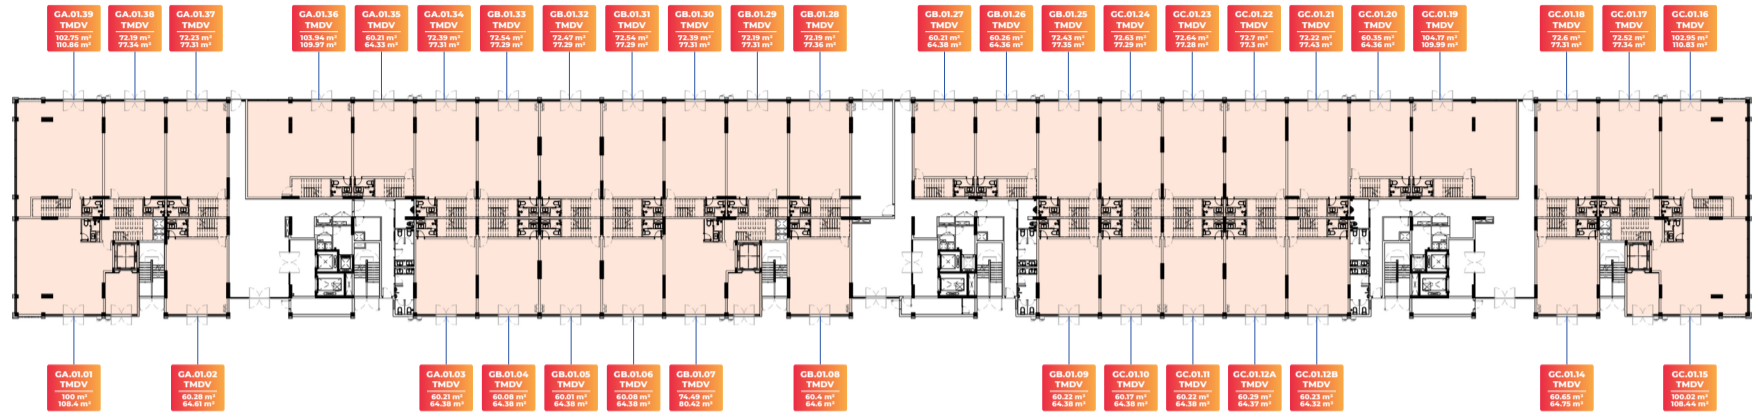 GA.01.39
TMDV
102.75 m²
110.86 m²
GA.01.38
TMDV
72.19 m²
77.34 m²
GA.01.37
TMDV
72.23 m²
77.31 m²
GA.01.36
TMDV
103.94 m²
109.97 m²
GA.01.35
TMDV
60.21 m²
64.33 m²
GA.01.34
TMDV
72.39 m²
77.31 m²
GB.01.33
TMDV
72.54 m²
77.29 m²
GB.01.32
TMDV
72.47 m²
77.29 m²
GB.01.31
TMDV
72.54 m²
77.29 m²
GB.01.30
TMDV
72.39 m²
77.31 m²
GB.01.29
TMDV
72.19 m²
77.31 m²
GB.01.28
TMDV
72.19 m²
77.36 m²
GB.01.27
TMDV
60.21 m²
64.38 m²
GB.01.26
TMDV
60.26 m²
64.36 m²
GB.01.25
TMDV
72.43 m²
77.35 m²
GC.01.24
TMDV
72.63 m²
77.29 m²
GC.01.23
TMDV
72.64 m²
77.28 m²
GC.01.22
TMDV
72.7 m²
77.3 m²
GC.01.21
TMDV
72.22 m²
77.43 m²
GC.01.20
TMDV
60.35 m²
64.36 m²
GC.01.19
TMDV
104.17 m²
109.99 m²
GC.01.18
TMDV
72.6 m²
77.31 m²
GC.01.17
TMDV
72.52 m²
77.34 m²
GC.01.16
TMDV
102.95 m²
110.83 m²
GA.01.01
TMDV
100 m²
108.4 m²
GA.01.02
TMDV
60.28 m²
64.61 m²
GA.01.03
TMDV
60.21 m²
64.38 m²
GB.01.04
TMDV
60.08 m²
64.38 m²
GB.01.05
TMDV
60.01 m²
64.38 m²
GB.01.06
TMDV
60.08 m²
64.38 m²
GB.01.07
TMDV
74.49 m²
80.42 m²
GB.01.08
TMDV
60.4 m²
64.6 m²
GB.01.09
TMDV
60.22 m²
64.38 m²
GC.01.10
TMDV
60.17 m²
64.38 m²
GC.01.11
TMDV
60.22 m²
64.38 m²
GC.01.12A
TMDV
60.29 m²
64.37 m²
GC.01.12B
TMDV
60.23 m²
64.32 m²
GC.01.14
TMDV
60.65 m²
64.75 m²
GC.01.15
TMDV
100.02 m²
108.44 m²